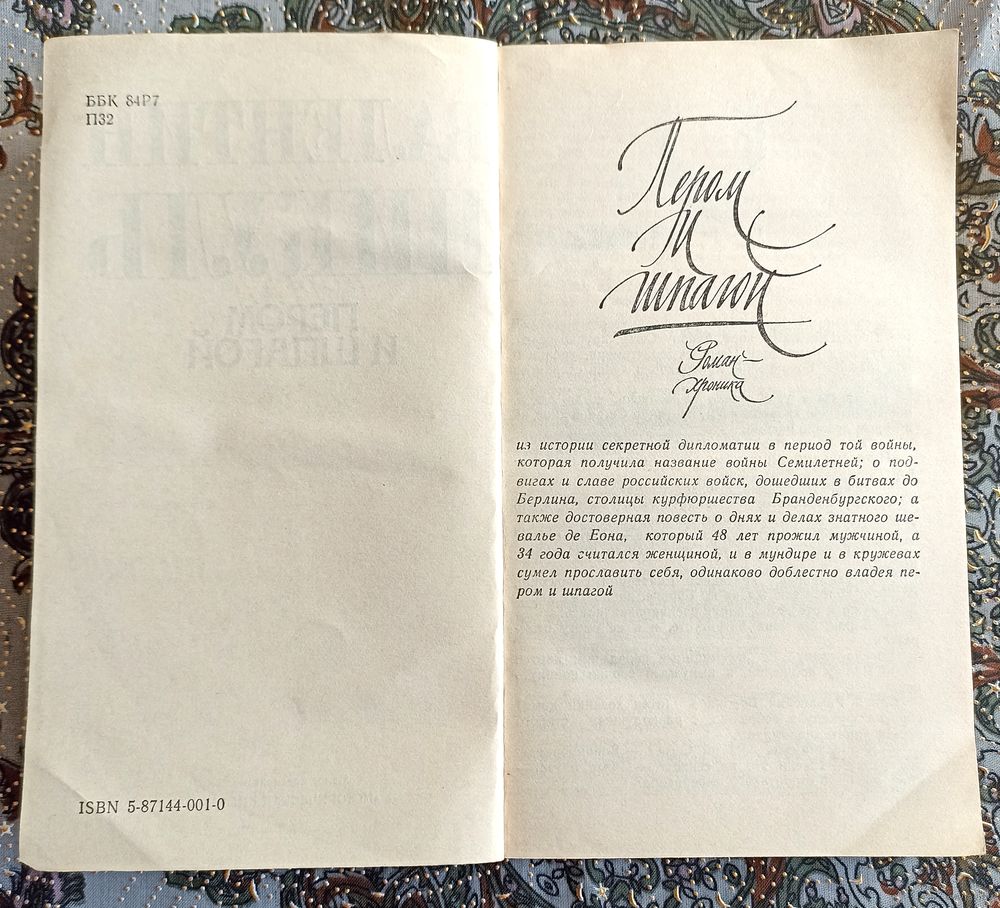 ББК 84Р7
П32
ISBN 5-87144-001-0
Пером
и
шпагой
Роман—
хроника
из истории секретной дипломатии в период той войны,
которая получила название войны Семилетней; о под-
вигах и славе российских войск, дошедших в битвах до
Берлина, столицы курфюршества Бранденбургского; а
также достоверная повесть о днях и делах знатного ше-
валье де Еона, который 48 лет прожил мужчиной, а
34 года считался женщиной, и в мундире и в кружевах
сумел прославить себя, одинаково доблестно владея пе-
ром и шпагой